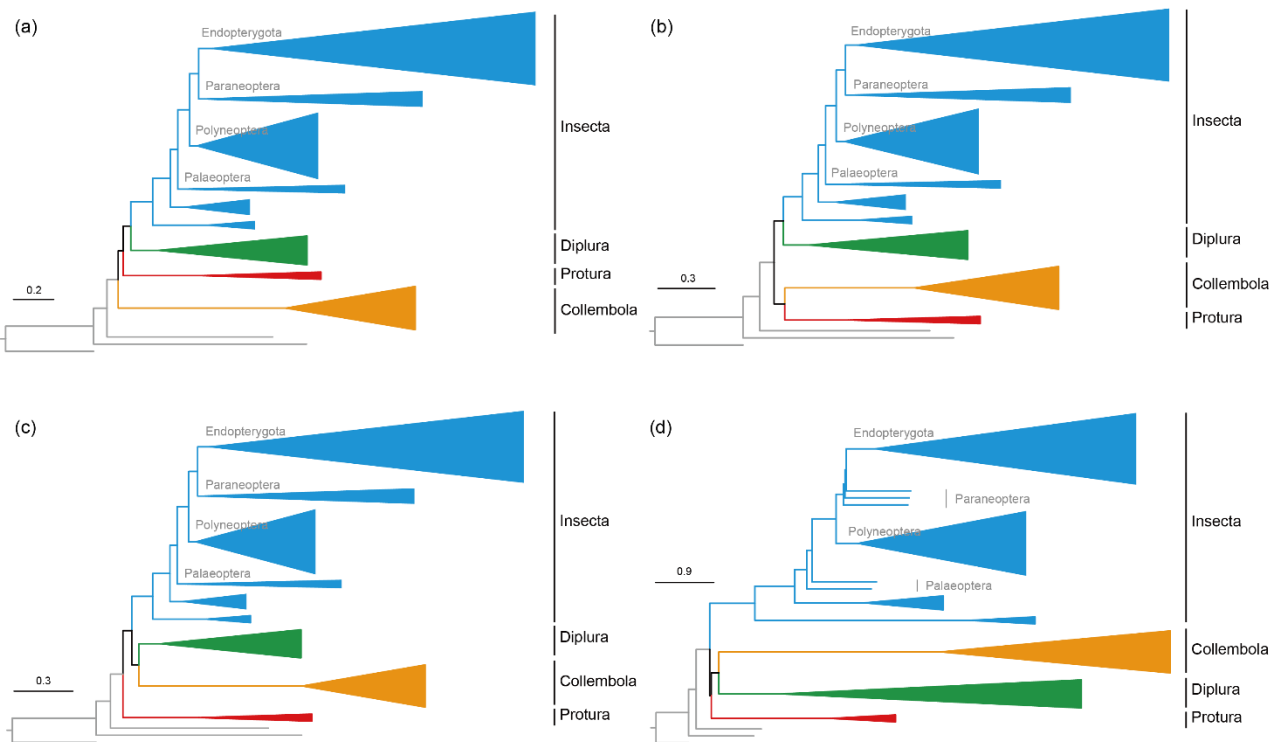 (a)
Endopterygota
Paraneoptera
Polyneoptera
Palaeoptera
Insecta
Diplura
Protura
Collembola
0.2
(b)
Endopterygota
Paraneoptera
Polyneoptera
Palaeoptera
Insecta
Diplura
Collembola
Protura
0.3
(c)
Endopterygota
Paraneoptera
Polyneoptera
Palaeoptera
Insecta
Diplura
Collembola
Protura
0.3
(d)
Endopterygota
Paraneoptera
Polyneoptera
Palaeoptera
Insecta
Collembola
Diplura
Protura
0.9